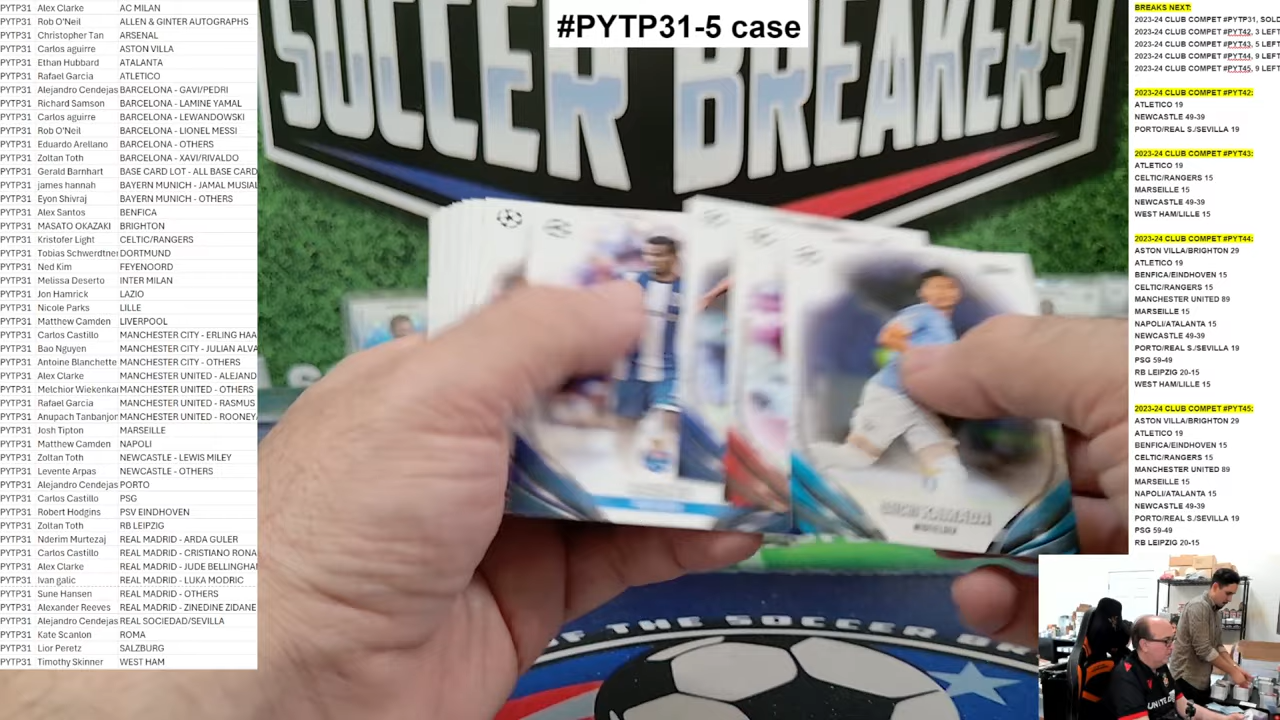 #PYTP31-5 case
SOCCER BREAKERS
PYTP31 Alex Clarke AC MILAN
PYTP31 Rob O'Neil ALLEN & GINTER AUTOGRAPHS
PYTP31 Christopher Tan ARSENAL
PYTP31 Carlos aguirre ASTON VILLA
PYTP31 Ethan Hubbard ATALANTA
PYTP31 Rafael Garcia ATLETICO
PYTP31 Alejandro Cendejas BARCELONA - GAVI/PEDRI
PYTP31 Richard Samson BARCELONA - LAMINE YAMAL
PYTP31 Carlos aguirre BARCELONA - LEWANDOWSKI
PYTP31 Rob O'Neil BARCELONA - LIONEL MESSI
PYTP31 Eduardo Arellano BARCELONA - OTHERS
PYTP31 Zoltan Toth BARCELONA - XAVI/RIVALDO
PYTP31 Gerald Barnhart BASE CARD LOT - ALL BASE CARD
PYTP31 james hannah BAYERN MUNICH - JAMAL MUSIAL
PYTP31 Eyon Shivraj BAYERN MUNICH - OTHERS
PYTP31 Alex Santos BENFICA
PYTP31 MASATO OKAZAKI BRIGHTON
PYTP31 Kristofer Light CELTIC/RANGERS
PYTP31 Tobias Schwerdtner DORTMUND
PYTP31 Ned Kim FEYENOORD
PYTP31 Melissa Deserto INTER MILAN
PYTP31 Jon Hamrick LAZIO
PYTP31 Nicole Parks LILLE
PYTP31 Matthew Camden LIVERPOOL
PYTP31 Carlos Castillo MANCHESTER CITY - ERLING HAA
PYTP31 Bao Nguyen MANCHESTER CITY - JULIAN ALVA
PYTP31 Antoine Blanchette MANCHESTER CITY - OTHERS
PYTP31 Alex Clarke MANCHESTER UNITED - ALEJAND
PYTP31 Melchior Wiekenkar MANCHESTER UNITED - OTHERS
PYTP31 Rafael Garcia MANCHESTER UNITED - RASMUS
PYTP31 Anupach Tanbanjor MANCHESTER UNITED - ROONEY
PYTP31 Josh Tipton MARSEILLE
PYTP31 Matthew Camden NAPOLI
PYTP31 Zoltan Toth NEWCASTLE - LEWIS MILEY
PYTP31 Levente Arpas NEWCASTLE - OTHERS
PYTP31 Alejandro Cendejas PORTO
PYTP31 Carlos Castillo PSG
PYTP31 Robert Hodgins PSV EINDHOVEN
PYTP31 Zoltan Toth RB LEIPZIG
PYTP31 Nderim Murtezaj REAL MADRID - ARDA GULER
PYTP31 Carlos Castillo REAL MADRID - CRISTIANO RONA
PYTP31 Alex Clarke REAL MADRID - JUDE BELLINGHA
PYTP31 Ivan galic REAL MADRID - LUKA MODRIC
PYTP31 Sune Hansen REAL MADRID - OTHERS
PYTP31 Alexander Reeves REAL MADRID - ZINEDINE ZIDANE
PYTP31 Alejandro Cendejas REAL SOCIEDAD/SEVILLA
PYTP31 Kate Scanlon ROMA
PYTP31 Lior Peretz SALZBURG
PYTP31 Timothy Skinner WEST HAM
KAMADA
OF THE SOCCER
BREAKS NEXT:
2023-24 CLUB COMPET #PYTP31, SOLD
2023-24 CLUB COMPET #PYT42, 3 LEFT
2023-24 CLUB COMPET #PYT43, 5 LEFT
2023-24 CLUB COMPET #PYT44, 9 LEFT
2023-24 CLUB COMPET #PYT45, 9 LEFT
2023-24 CLUB COMPET #PYT42:
ATLETICO 19
NEWCASTLE 49-39
PORTO/REAL S./SEVILLA 19
2023-24 CLUB COMPET #PYT43:
ATLETICO 19
CELTIC/RANGERS 15
MARSEILLE 15
NEWCASTLE 49-39
WEST HAM/LILLE 15
2023-24 CLUB COMPET #PYT44:
ASTON VILLA/BRIGHTON 29
ATLETICO 19
BENFICA/EINDHOVEN 15
CELTIC/RANGERS 15
MANCHESTER UNITED 89
MARSEILLE 15
NAPOLI/ATALANTA 15
NEWCASTLE 49-39
PORTO/REAL S./SEVILLA 19
PSG 59-49
RB LEIPZIG 20-15
WEST HAM/LILLE 15
2023-24 CLUB COMPET #PYT45:
ASTON VILLA/BRIGHTON 29
ATLETICO 19
BENFICA/EINDHOVEN 15
CELTIC/RANGERS 15
MANCHESTER UNITED 89
MARSEILLE 15
NAPOLI/ATALANTA 15
NEWCASTLE 49-39
PORTO/REAL S./SEVILLA 19
PSG 59-49
RB LEIPZIG 20-15